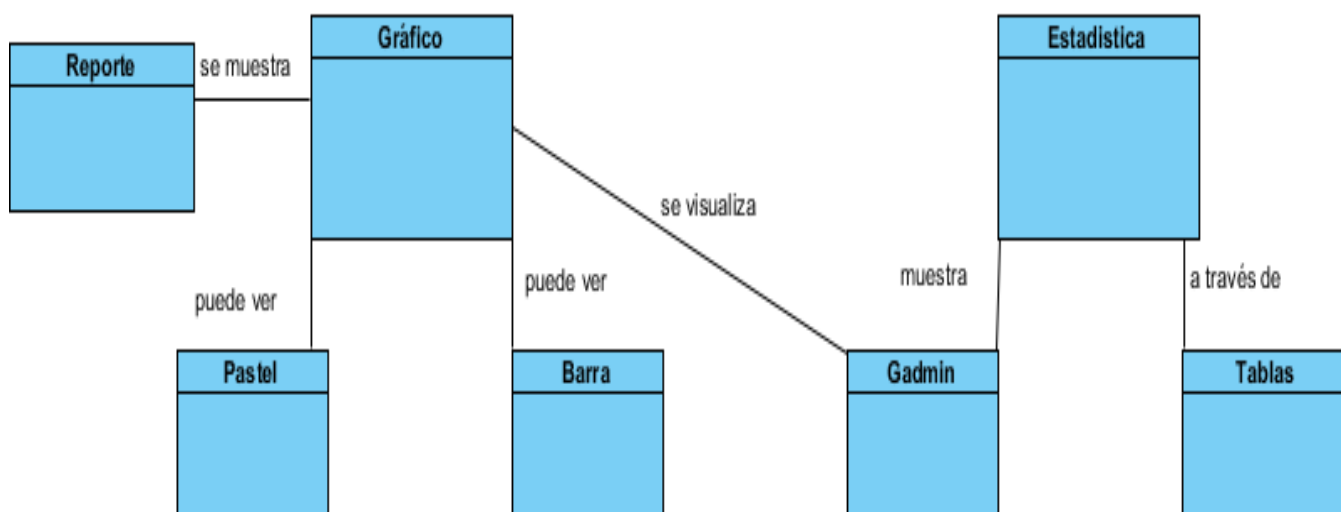 Gráfico
Estadistica
Reporte
se muestra
se visualiza
puede ver
puede ver
muestra
a través de
Pastel
Barra
Gadmin
Tablas